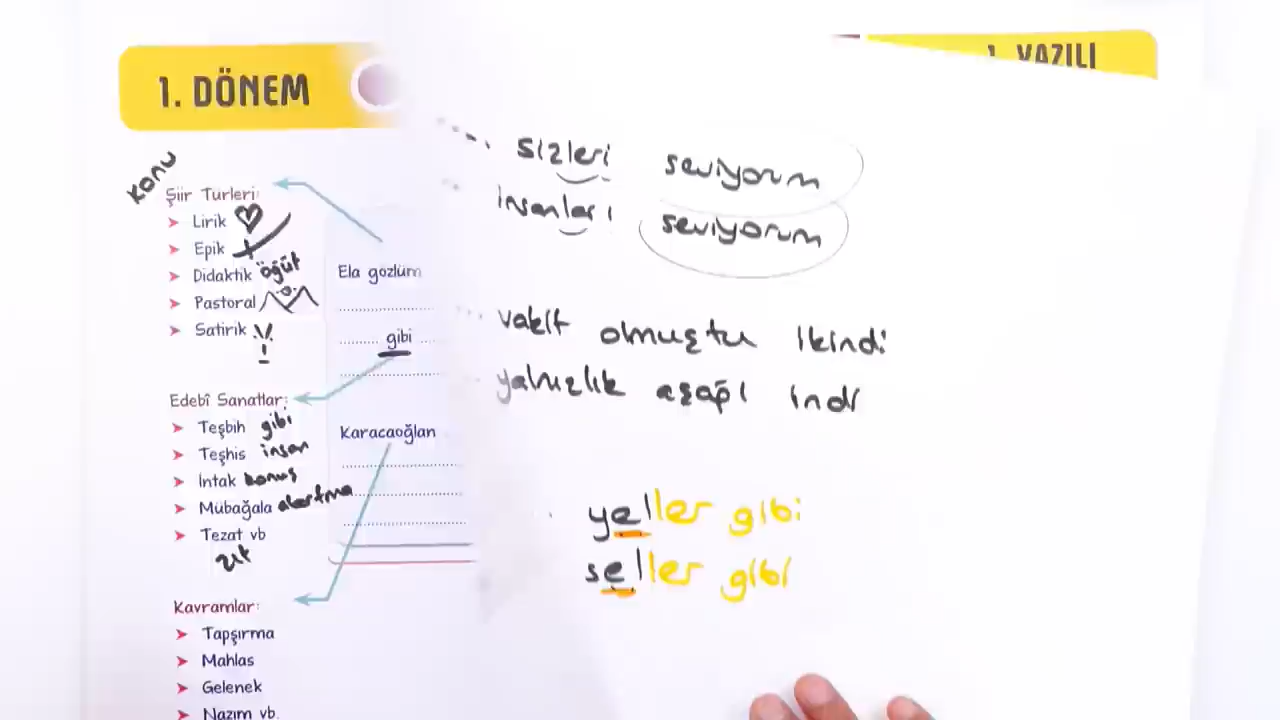 1. DÖNEM
1. YAZILI
Konu
Şiir Türleri:
Lirik
Epik
Didaktik öğüt
Pastoral
Satirik
Edebî Sanatlar:
Teşbih gibi
Teşhis insan
İntak konuş
Mübağala abartma
Tezat vb
zıt
Kavramlar:
Tapşırma
Mahlas
Gelenek
Nazım vb.
Ela gözlüm
gibi
Karacaoğlan
sizleri seviyorum
insanları seviyorum
vakit olmuştu ikindi
yalnızlık aşağı indi
yeller gibi
seller gibi